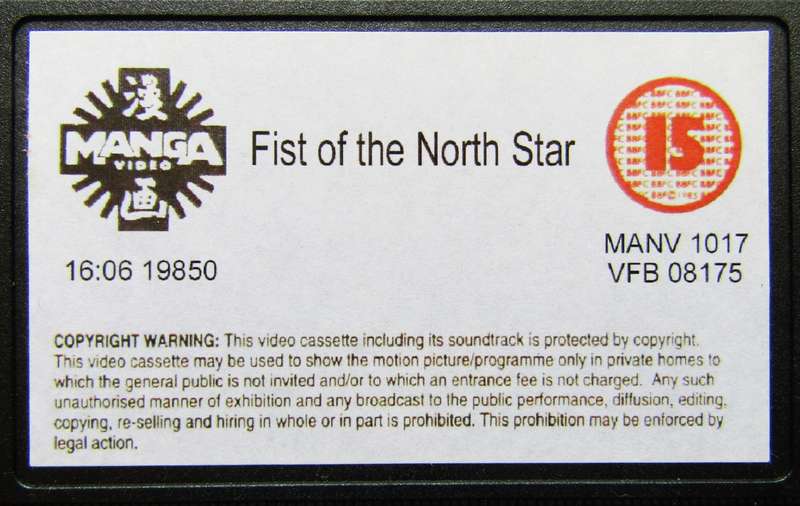 漫
MANGA
VIDEO
画
Fist of the North Star
15
BBFC © 1985
16:06 19850
MANV 1017
VFB 08175
COPYRIGHT WARNING: This video cassette including its soundtrack is protected by copyright.
This video cassette may be used to show the motion picture/programme only in private homes to
which the general public is not invited and/or to which an entrance fee is not charged. Any such
unauthorised manner of exhibition and any broadcast to the public performance, diffusion, editing,
copying, re-selling and hiring in whole or in part is prohibited. This prohibition may be enforced by
legal action.